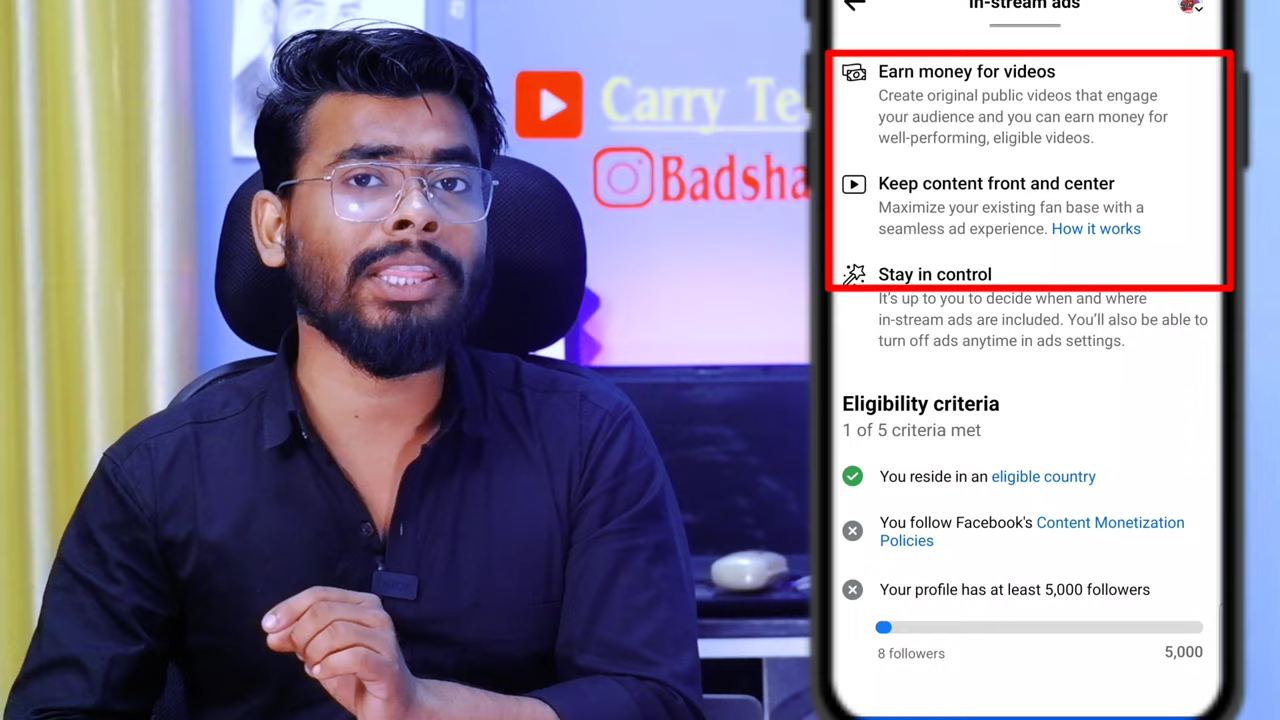 Carry Te
Badsha
In-stream ads
Earn money for videos
Create original public videos that engage
your audience and you can earn money for
well-performing, eligible videos.
Keep content front and center
Maximize your existing fan base with a
seamless ad experience. How it works
Stay in control
It's up to you to decide when and where
in-stream ads are included. You'll also be able to
turn off ads anytime in ads settings.
Eligibility criteria
1 of 5 criteria met
You reside in an eligible country
You follow Facebook's Content Monetization
Policies
Your profile has at least 5,000 followers
8 followers
5,000